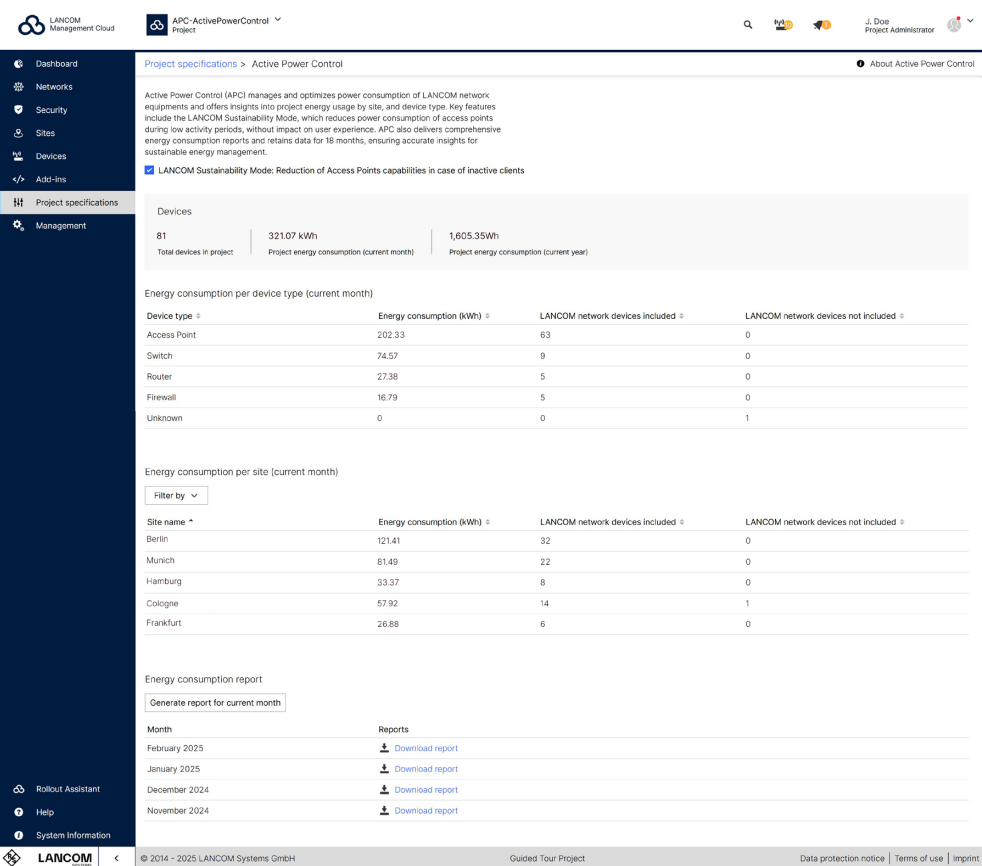 LANCOM
Management Cloud
APC-ActivePowerControl
Project
J. Doe
Project Administrator
Dashboard
Networks
Security
Sites
Devices
Add-ins
Project specifications
Management
Rollout Assistant
Help
System Information
LANCOM
SYSTEMS
Project specifications > Active Power Control
About Active Power Control
Active Power Control (APC) manages and optimizes power consumption of LANCOM network
equipments and offers insights into project energy usage by site, and device type. Key features
include the LANCOM Sustainability Mode, which reduces power consumption of access points
during low activity periods, without impact on user experience. APC also delivers comprehensive
energy consumption reports and retains data for 18 months, ensuring accurate insights for
sustainable energy management.
LANCOM Sustainability Mode: Reduction of Access Points capabilities in case of inactive clients
Devices
81 321.07 kWh 1,605.35Wh
Total devices in project Project energy consumption (current month) Project energy consumption (current year)
Energy consumption per device type (current month)
Device type Energy consumption (kWh) LANCOM network devices included LANCOM network devices not included
Access Point 202.33 63 0
Switch 74.57 9 0
Router 27.38 5 0
Firewall 16.79 5 0
Unknown 0 0 1
Energy consumption per site (current month)
Filter by
Site name Energy consumption (kWh) LANCOM network devices included LANCOM network devices not included
Berlin 121.41 32 0
Munich 81.49 22 0
Hamburg 33.37 8 0
Cologne 57.92 14 1
Frankfurt 26.88 6 0
Energy consumption report
Generate report for current month
Month Reports
February 2025 Download report
January 2025 Download report
December 2024 Download report
November 2024 Download report
© 2014 - 2025 LANCOM Systems GmbH Guided Tour Project Data protection notice | Terms of use | Imprint